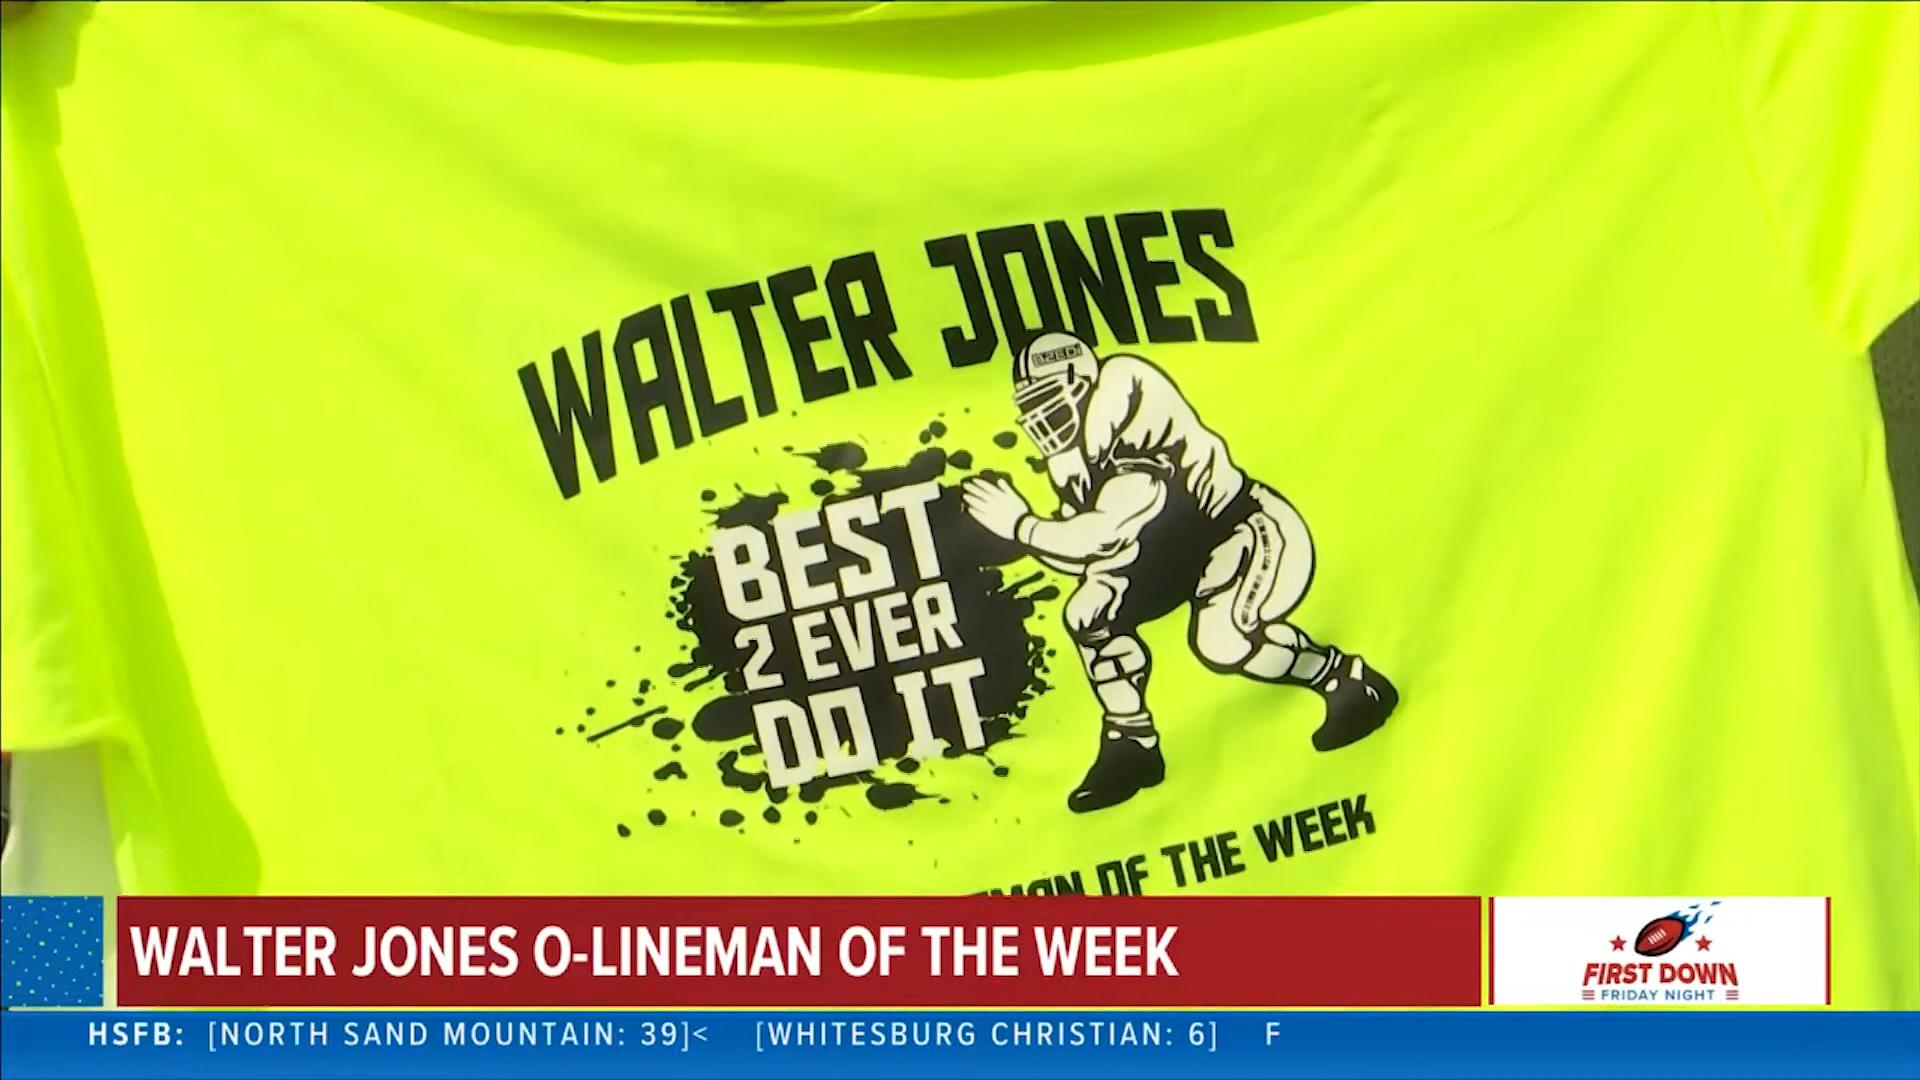 WALTER JONES
BEST
2 EVER
DO IT
OF THE WEEK
WALTER JONES O-LINEMAN OF THE WEEK
FIRST DOWN
FRIDAY NIGHT
HSFB: [NORTH SAND MOUNTAIN: 39]< [WHITESBURG CHRISTIAN: 6] F